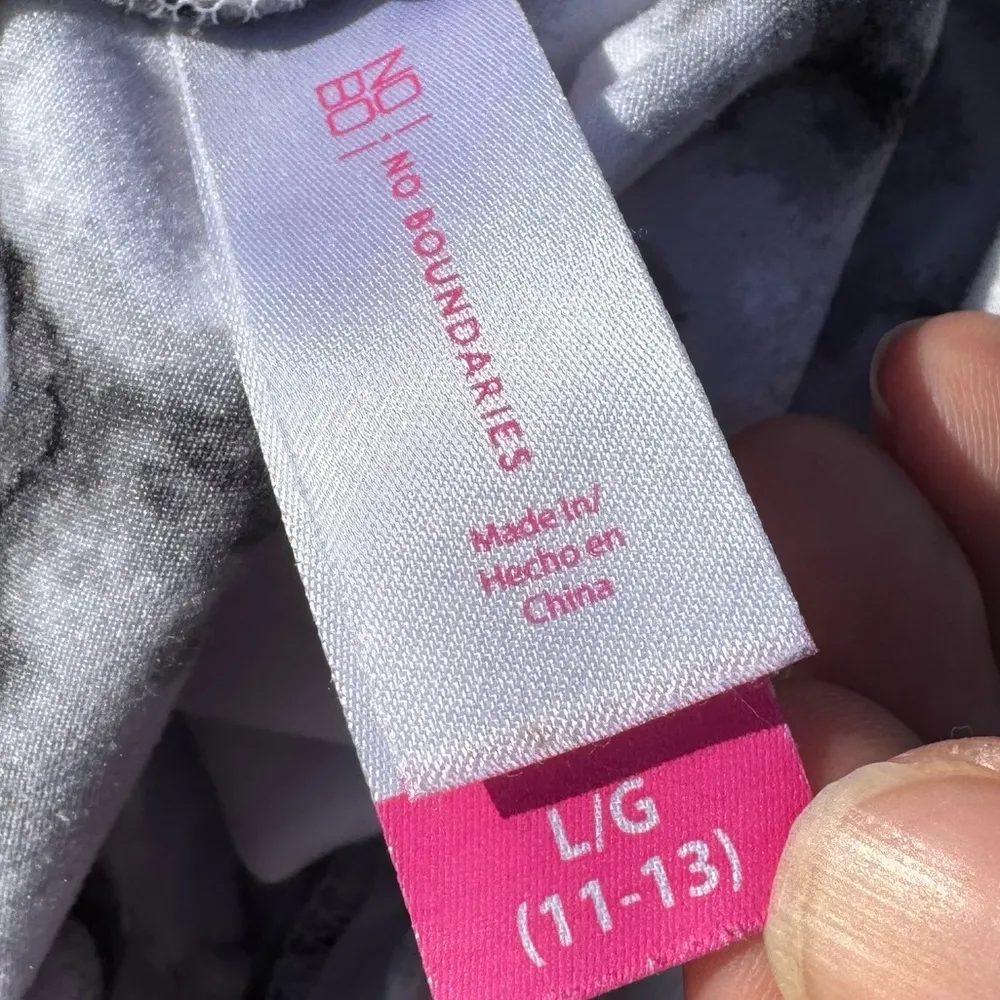 NO
BO
NO BOUNDARIES
Made In/
Hecho en
China
L/G
(11-13)